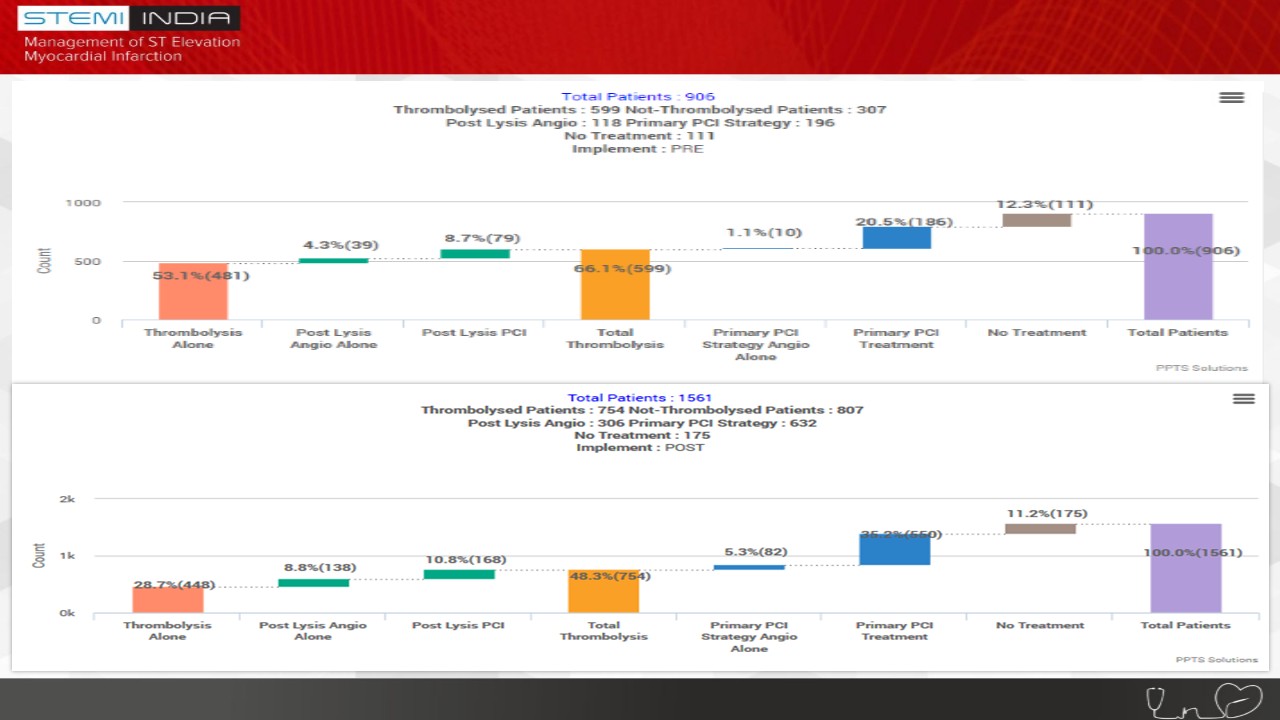 STEMI INDIA
Management of ST Elevation
Myocardial Infarction
Total Patients : 906
Thrombolysed Patients : 599 Not-Thrombolysed Patients : 307
Post Lysis Angio : 118 Primary PCI Strategy : 196
No Treatment : 111
Implement : PRE
Count
1000
500
0
53.1%(481)
4.3%(39)
8.7%(79)
66.1%(599)
1.1%(10)
20.5%(186)
12.3%(111)
100.0%(906)
Thrombolysis
Alone
Post Lysis
Angio Alone
Post Lysis PCI
Total
Thrombolysis
Primary PCI
Strategy Angio
Alone
Primary PCI
Treatment
No Treatment
Total Patients
PPTS Solutions
Total Patients : 1561
Thrombolysed Patients : 754 Not-Thrombolysed Patients : 807
Post Lysis Angio : 306 Primary PCI Strategy : 632
No Treatment : 175
Implement : POST
Count
2k
1k
0k
28.7%(448)
8.8%(138)
10.8%(168)
48.3%(754)
5.3%(82)
35.2%(550)
11.2%(175)
100.0%(1561)
Thrombolysis
Alone
Post Lysis Angio
Alone
Post Lysis PCI
Total
Thrombolysis
Primary PCI
Strategy Angio
Alone
Primary PCI
Treatment
No Treatment
Total Patients
PPTS Solutions